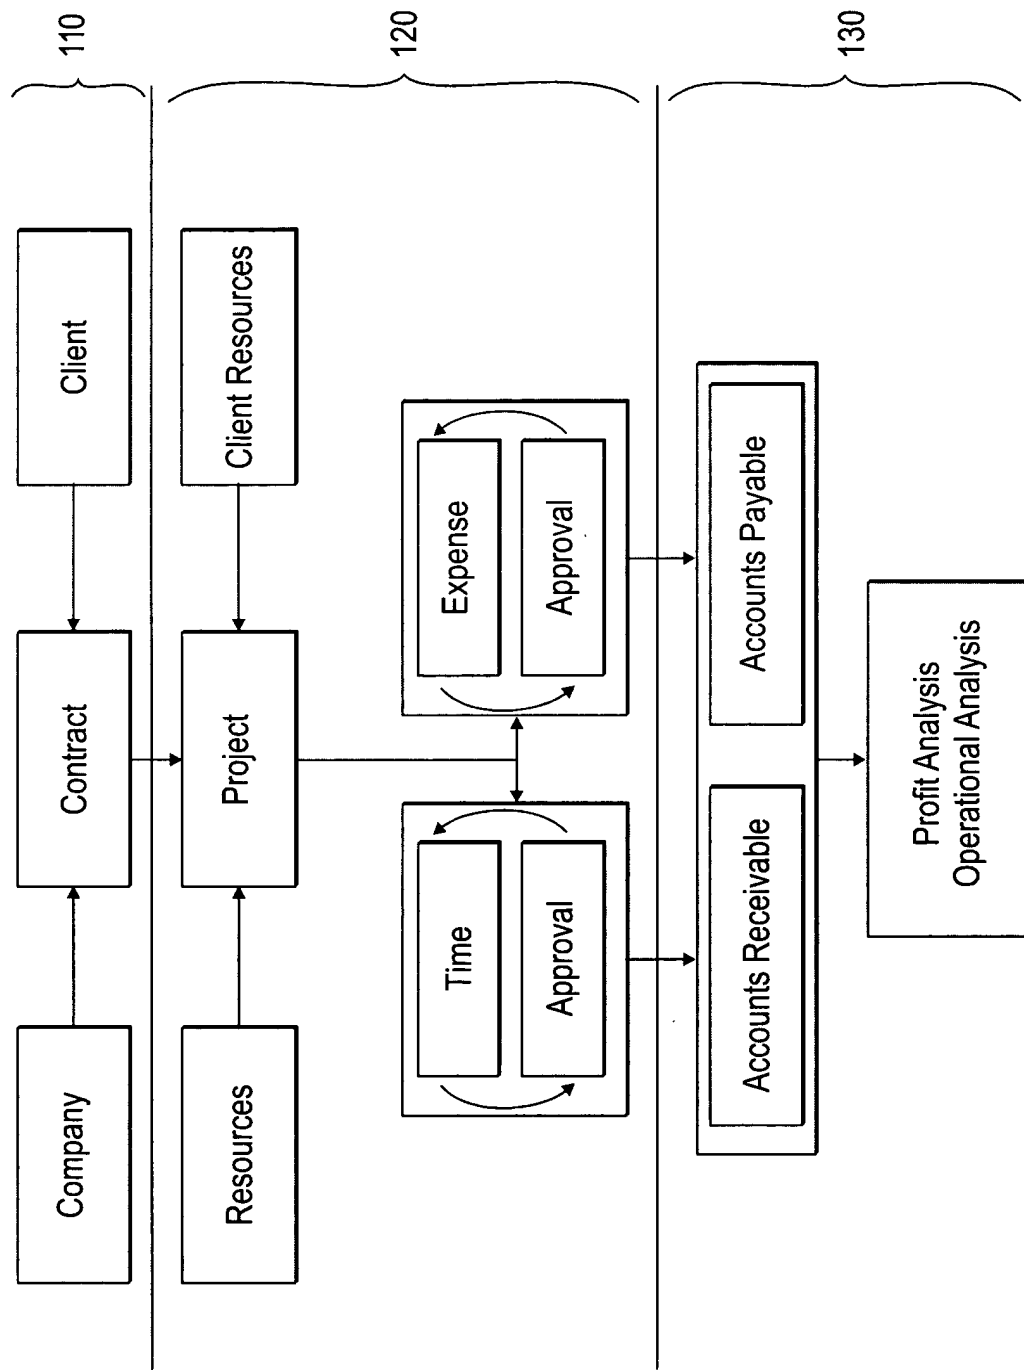 Company
Contract
Client
110
Resources
Project
Client Resources
120
Time
Approval
Expense
Approval
Accounts Receivable
Accounts Payable
130
Profit Analysis
Operational Analysis